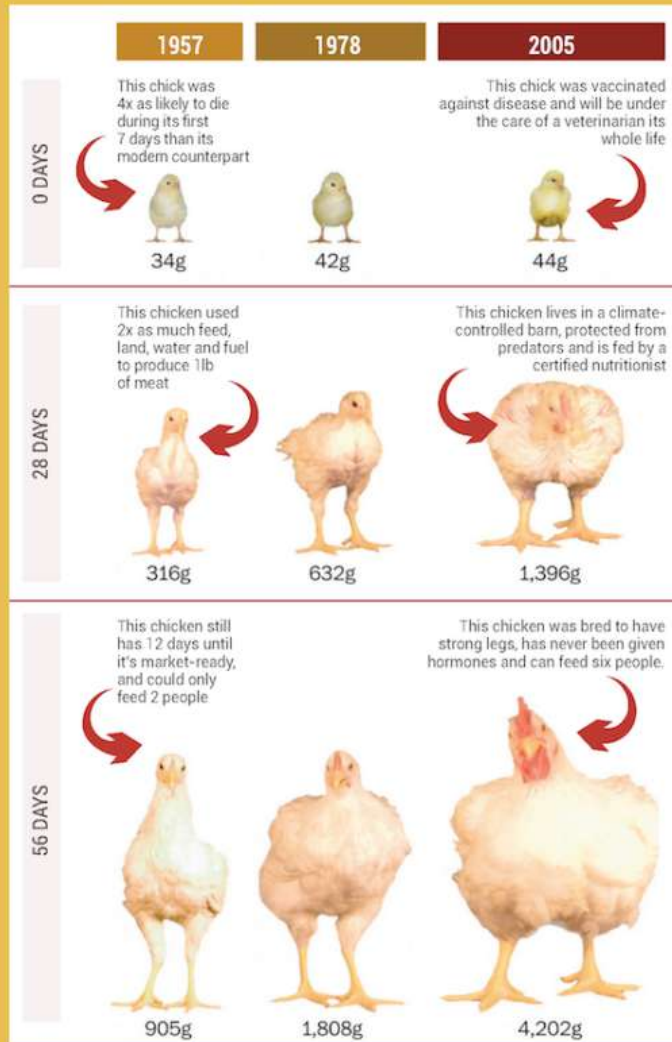 1957
1978
2005
0 DAYS
This chick was
4x as likely to die
during its first
7 days than its
modern counterpart
This chick was vaccinated
against disease and will be under
the care of a veterinarian its
whole life
34g
42g
44g
28 DAYS
This chicken used
2x as much feed,
land, water and fuel
to produce 1lb
of meat
This chicken lives in a climate-
controlled barn, protected from
predators and is fed by a
certified nutritionist
316g
632g
1,396g
56 DAYS
This chicken still
has 12 days until
it's market-ready,
and could only
feed 2 people
This chicken was bred to have
strong legs, has never been given
hormones and can feed six people.
905g
1,808g
4,202g